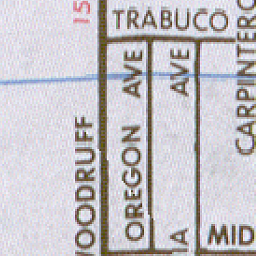 15
TRABUCO
CARPINTERO
OREGON AVE
AVE
WOODRUFF
A
MID